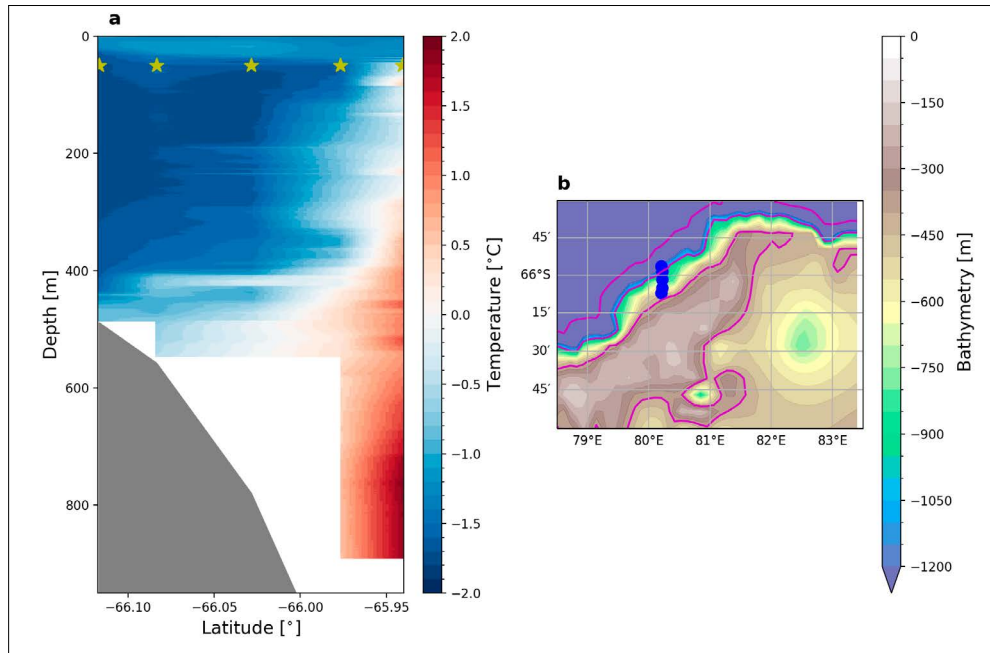 a
0
200
400
600
800
Depth [m]
−66.10
−66.05
−66.00
−65.95
Latitude [°]
2.0
1.5
1.0
0.5
0.0
−0.5
−1.0
−1.5
−2.0
Temperature [°C]
b
45′
66°S
15′
30′
45′
79°E
80°E
81°E
82°E
83°E
0
−150
−300
−450
−600
−750
−900
−1050
−1200
Bathymetry [m]